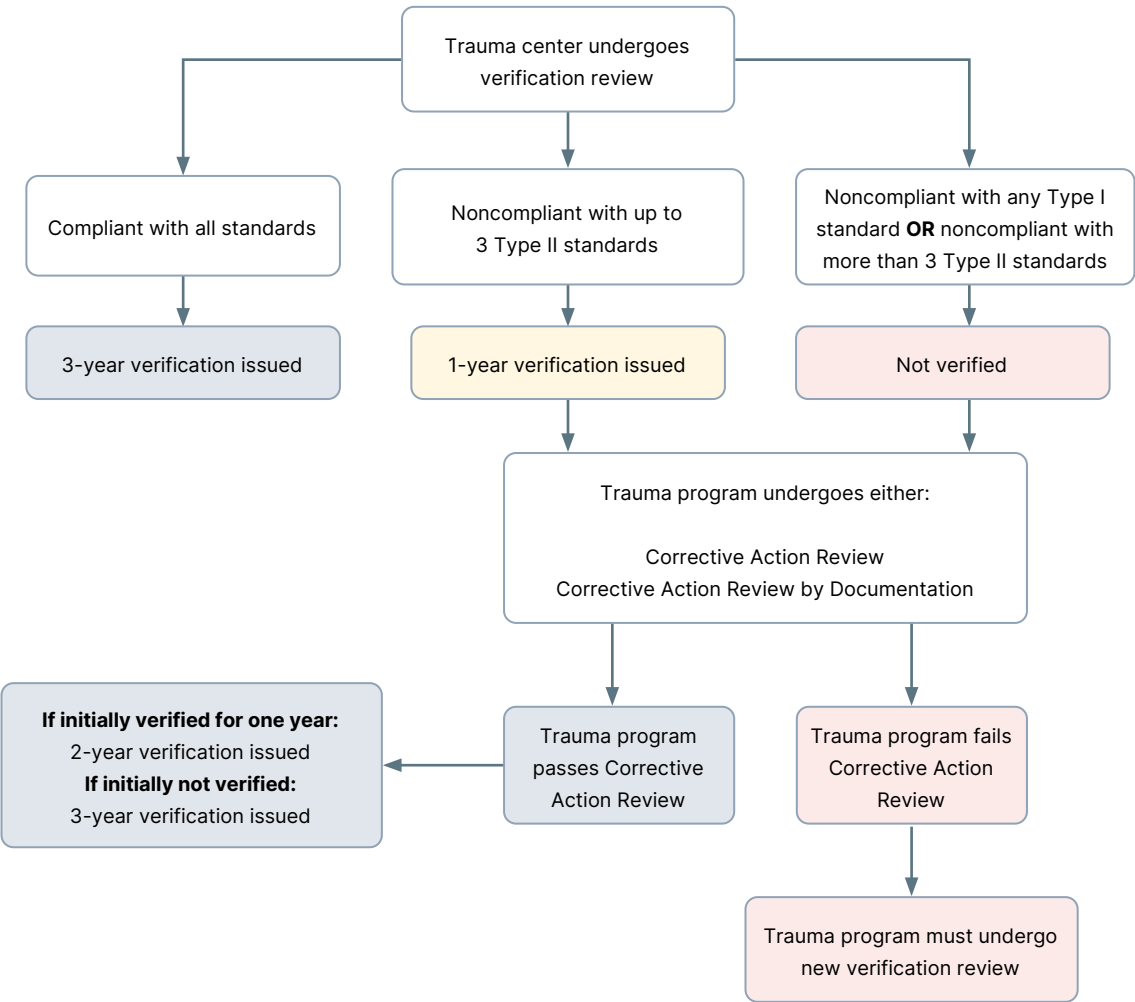 Trauma center undergoes
verification review
Compliant with all standards
Noncompliant with up to
3 Type II standards
Noncompliant with any Type I
standard OR noncompliant with
more than 3 Type II standards
3-year verification issued
1-year verification issued
Not verified
Trauma program undergoes either:
Corrective Action Review
Corrective Action Review by Documentation
If initially verified for one year:
2-year verification issued
If initially not verified:
3-year verification issued
Trauma program
passes Corrective
Action Review
Trauma program fails
Corrective Action
Review
Trauma program must undergo
new verification review